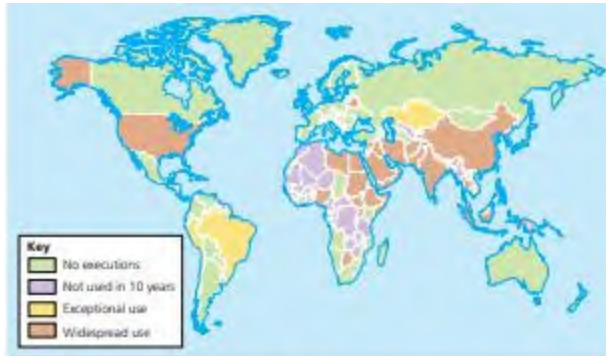 Key
No executions
Not used in 10 years
Exceptional use
Widespread use